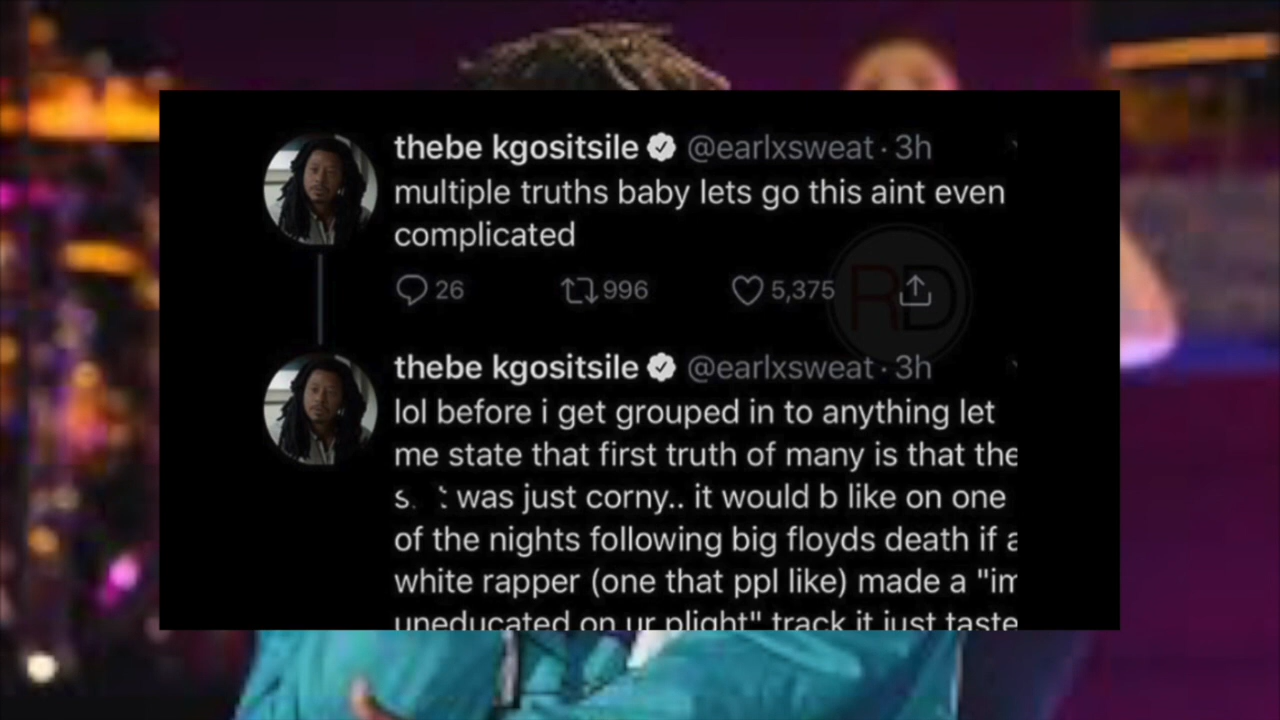 thebe kgositsile @earlxsweat · 3h
multiple truths baby lets go this aint even
complicated
26 996 5,375
RD
thebe kgositsile @earlxsweat · 3h
lol before i get grouped in to anything let
me state that first truth of many is that the
was just corny.. it would b like on one
of the nights following big floyds death if a
white rapper (one that ppl like) made a "im
uneducated on ur plight" track it just taste